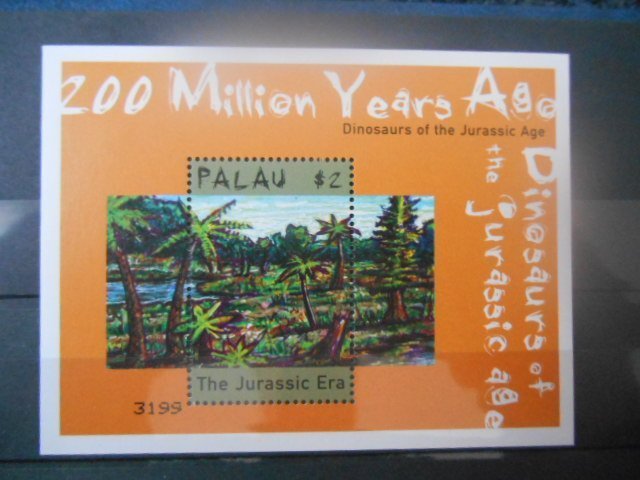 200 Million Years Ago
Dinosaurs of the Jurassic Age
Dinosaurs of
the Jurassic age
PALAU $2
The Jurassic Era
3199